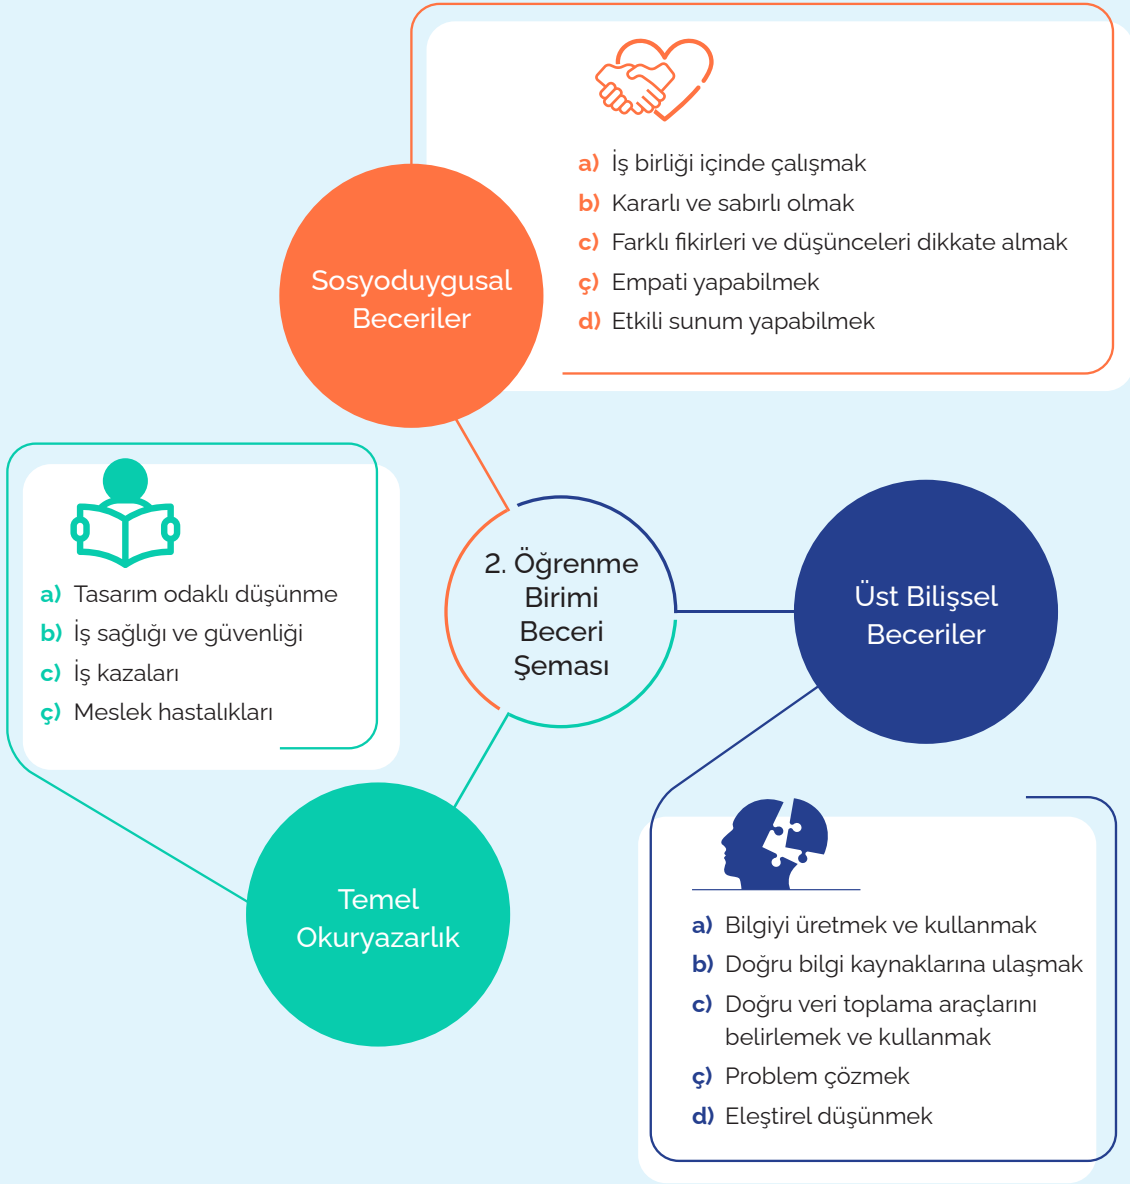 a) İş birliği içinde çalışmak
b) Kararlı ve sabırlı olmak
c) Farklı fikirleri ve düşünceleri dikkate almak
ç) Empati yapabilmek
d) Etkili sunum yapabilmek
Sosyoduygusal
Beceriler
2. Öğrenme
Birimi
Beceri
Şeması
Üst Bilişsel
Beceriler
a) Tasarım odaklı düşünme
b) İş sağlığı ve güvenliği
c) İş kazaları
ç) Meslek hastalıkları
Temel
Okuryazarlık
a) Bilgiyi üretmek ve kullanmak
b) Doğru bilgi kaynaklarına ulaşmak
c) Doğru veri toplama araçlarını
belirlemek ve kullanmak
ç) Problem çözmek
d) Eleştirel düşünmek